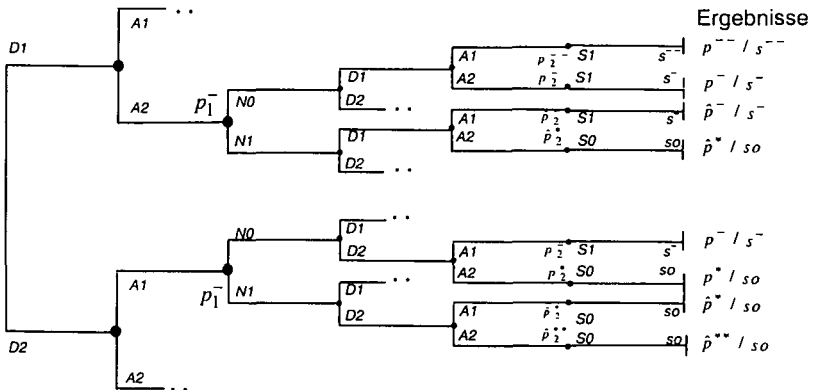 Ergebnisse
A1 . .
D1
A1 p₂⁻⁻ S1 s⁻⁻ p⁻⁻ / s⁻⁻
D1 A2 p₂⁻ S1 s⁻ p⁻ / s⁻
A2 p₁⁻ N0 D2 . .
A1 p̂₂⁻ S1 s⁻ p̂⁻ / s⁻
N1 D1 A2 p̂₂* S0 so p̂* / so
D2 . .
. .
N0 D1
D2 A1 p₂⁻ S1 s⁻ p⁻ / s⁻
A1 A2 p₂* S0 so p* / so
p₁⁻ N1 D1 . .
A1 p̂₂* S0 so p̂* / so
D2 A2 p̂₂** S0 so p̂** / so
D2
A2 . .